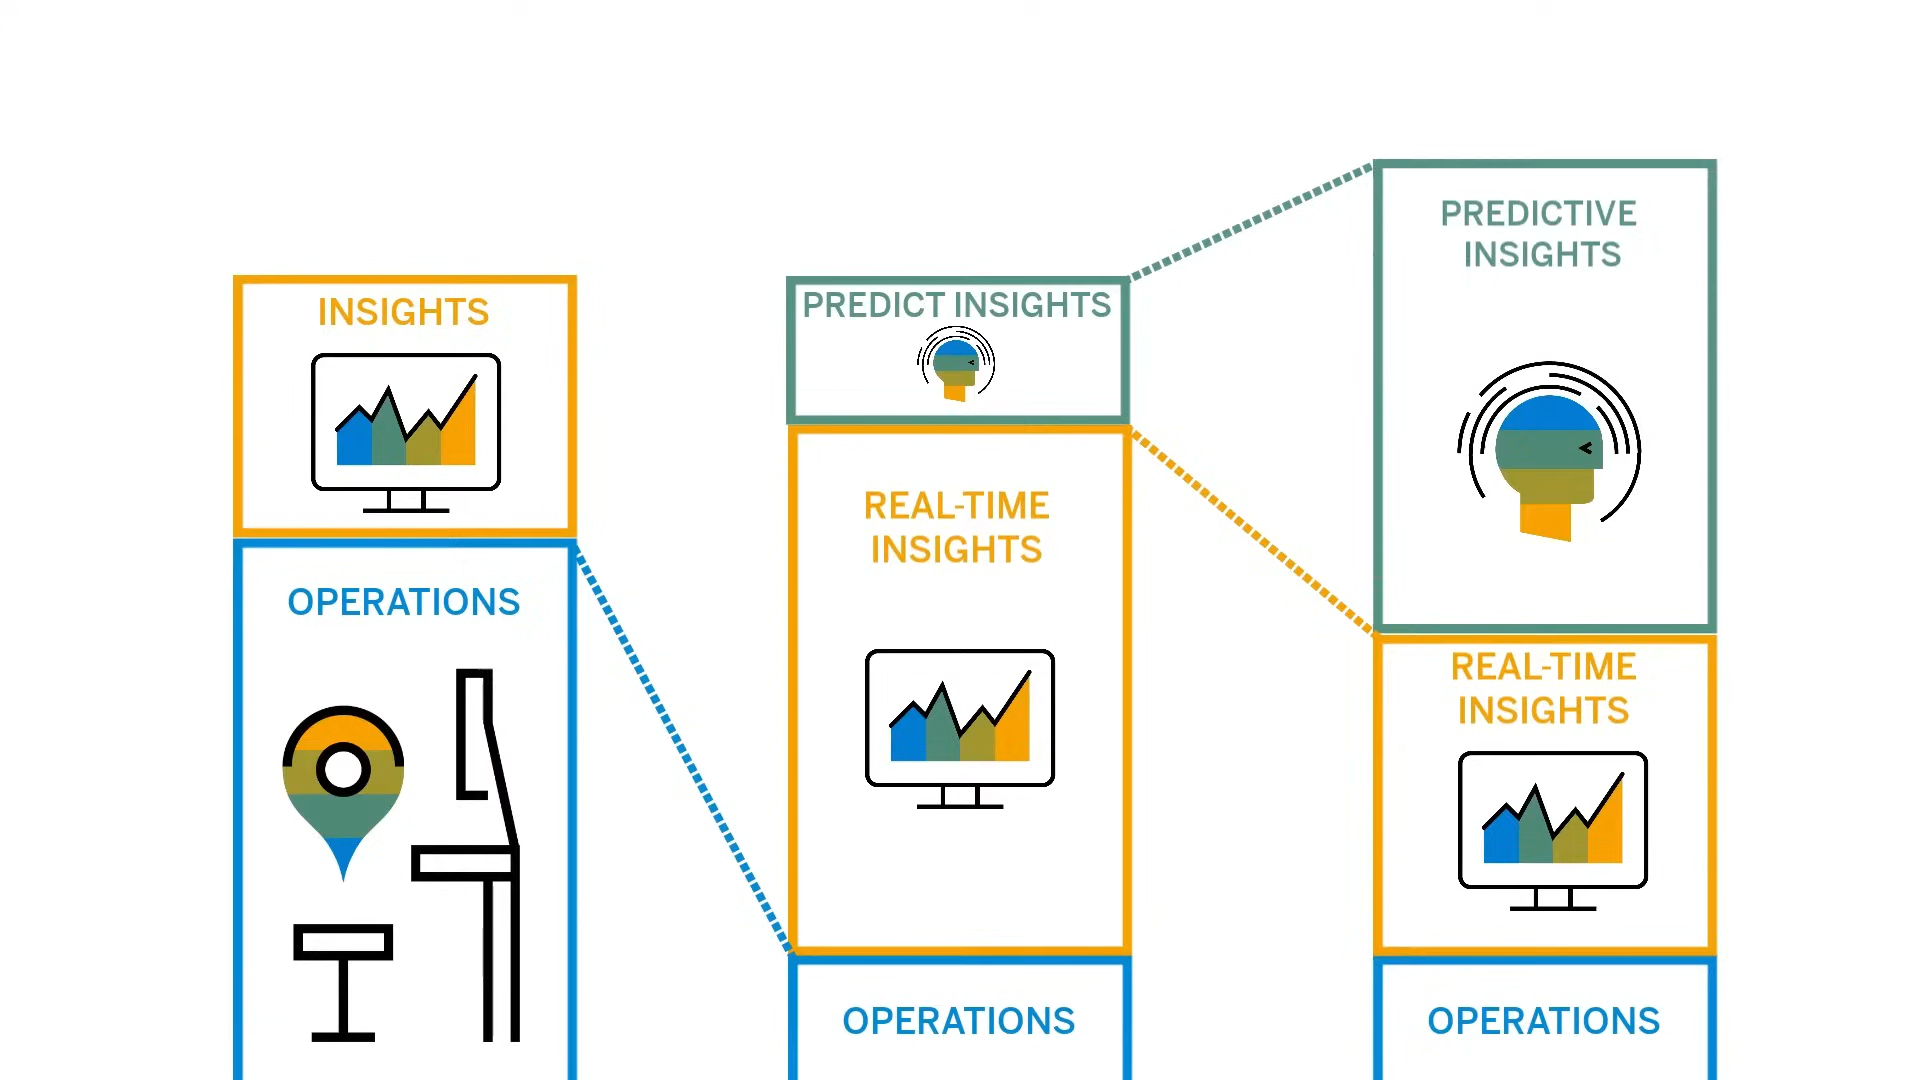 INSIGHTS
OPERATIONS
PREDICT INSIGHTS
REAL-TIME
INSIGHTS
OPERATIONS
PREDICTIVE
INSIGHTS
REAL-TIME
INSIGHTS
OPERATIONS